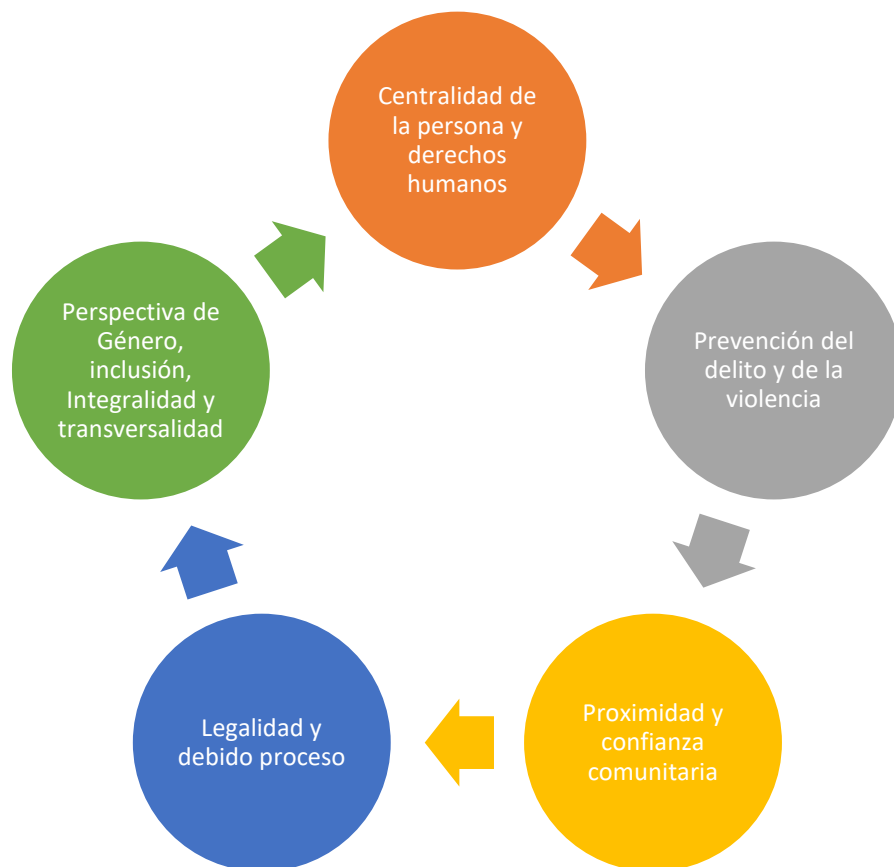 Centralidad de
la persona y
derechos
humanos
Prevención del
delito y de la
violencia
Proximidad y
confianza
comunitaria
Legalidad y
debido proceso
Perspectiva de
Género,
inclusión,
Integralidad y
transversalidad